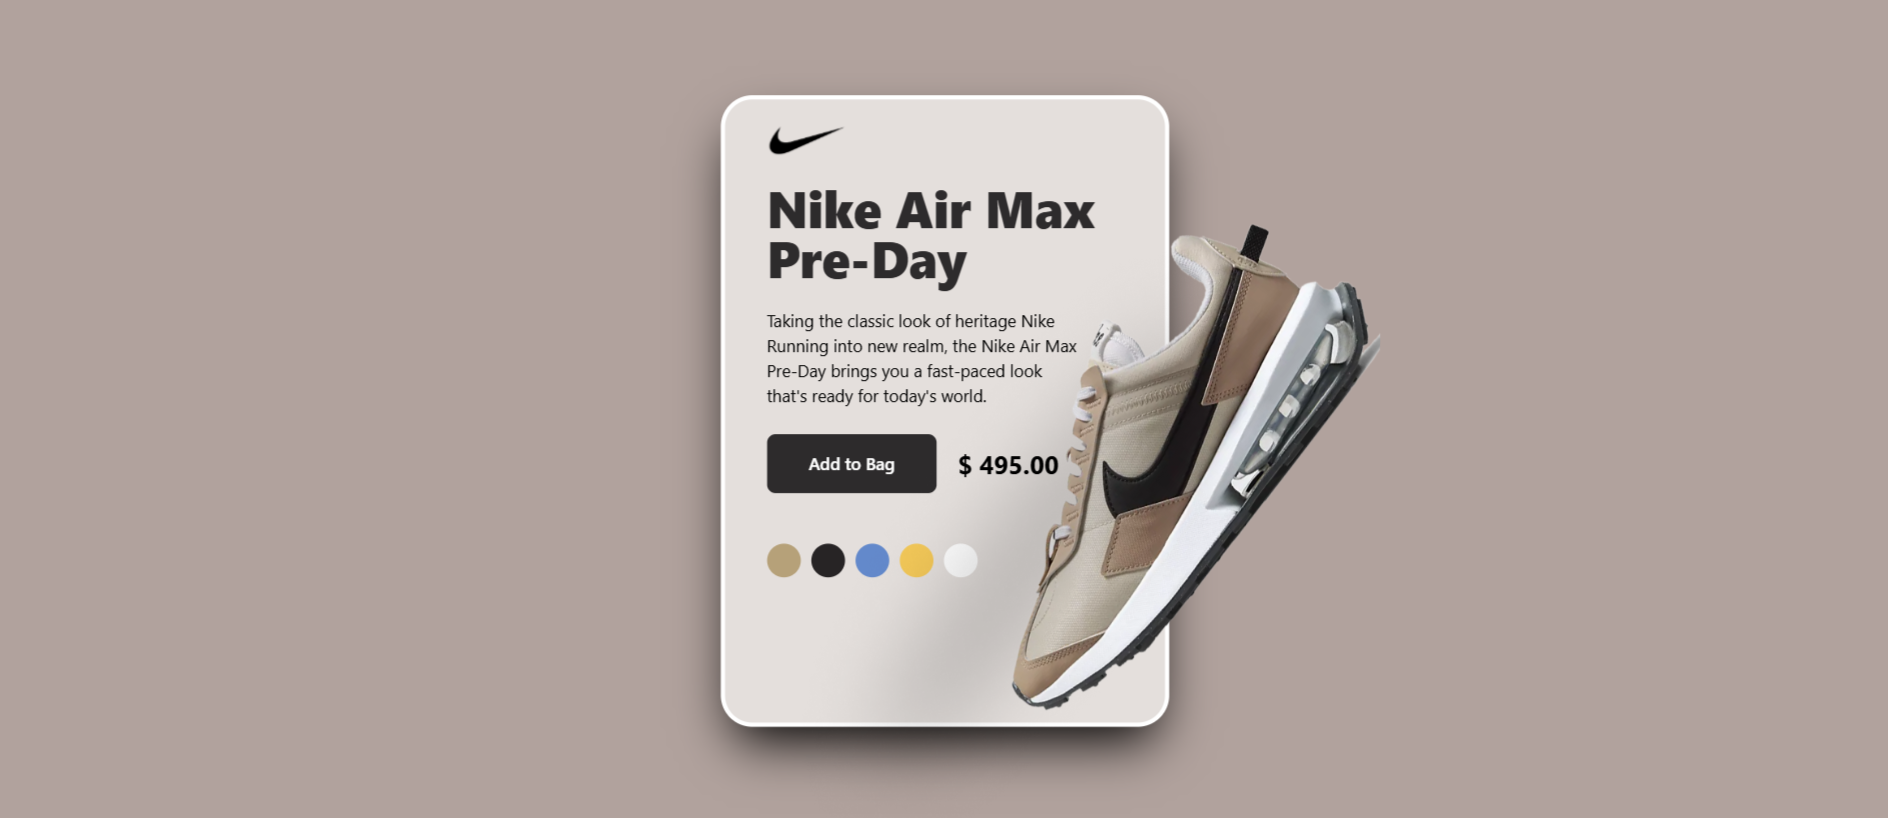 Nike Air Max
Pre-Day
Taking the classic look of heritage Nike
Running into new realm, the Nike Air Max
Pre-Day brings you a fast-paced look
that's ready for today's world.
Add to Bag
$ 495.00